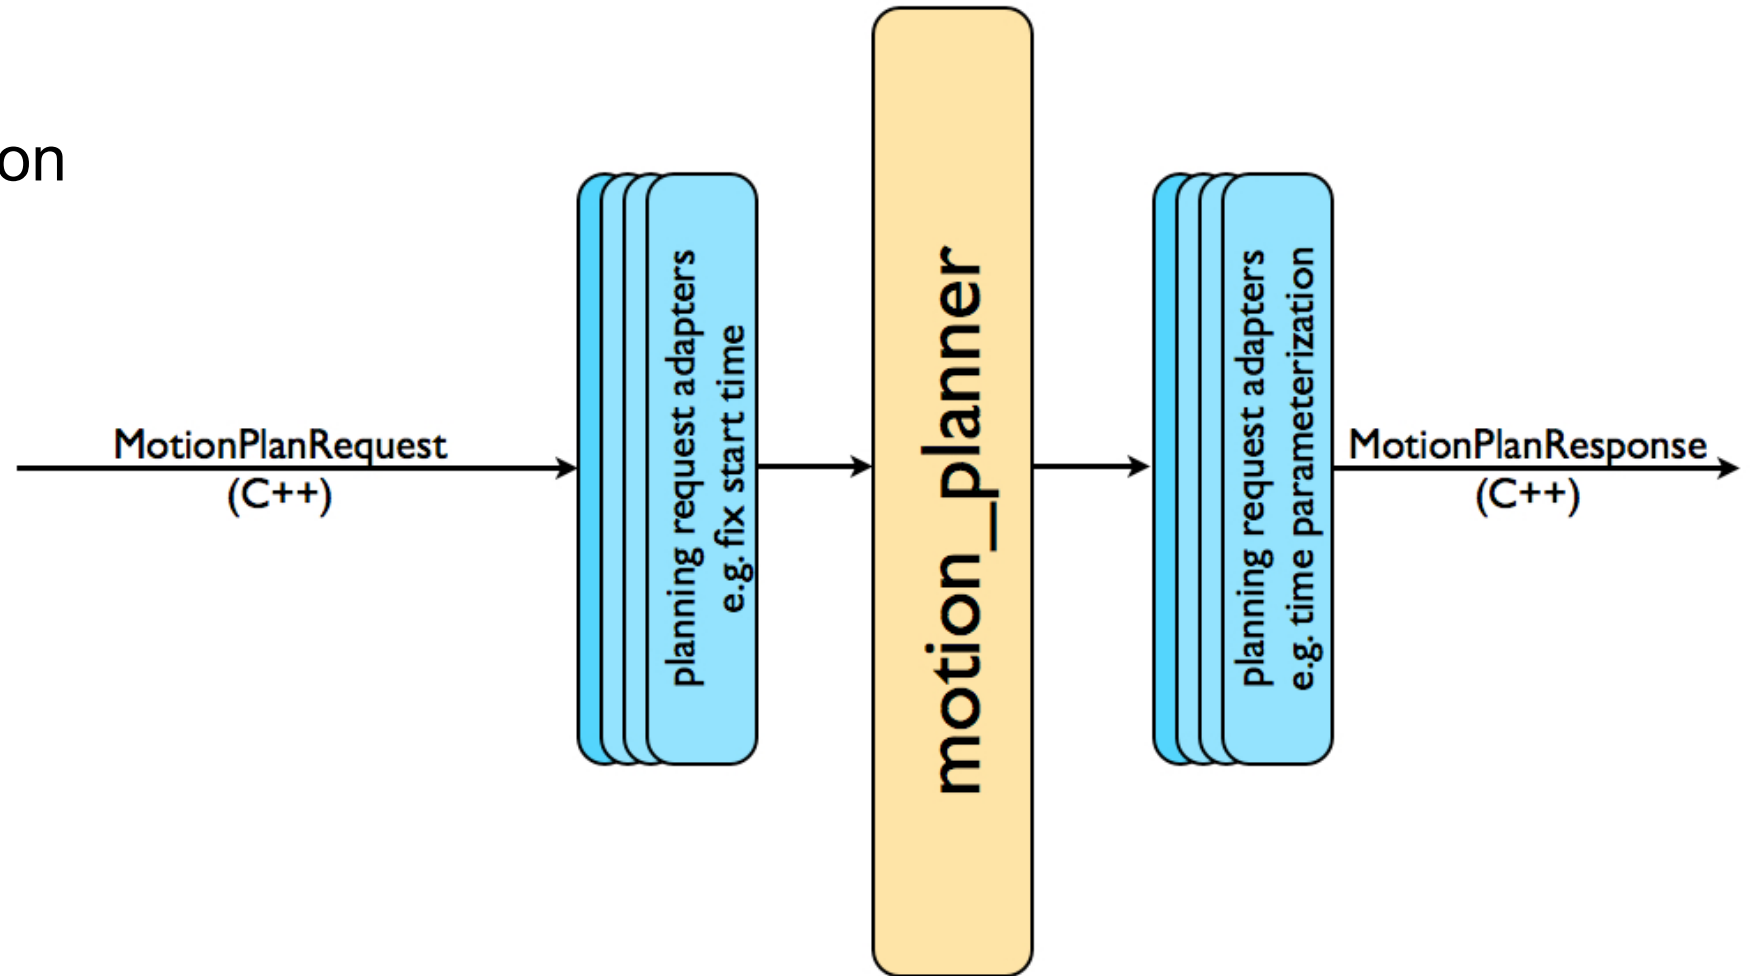 on
MotionPlanRequest
(C++)
planning request adapters
e.g. fix start time
motion_planner
planning request adapters
e.g. time parameterization
MotionPlanResponse
(C++)